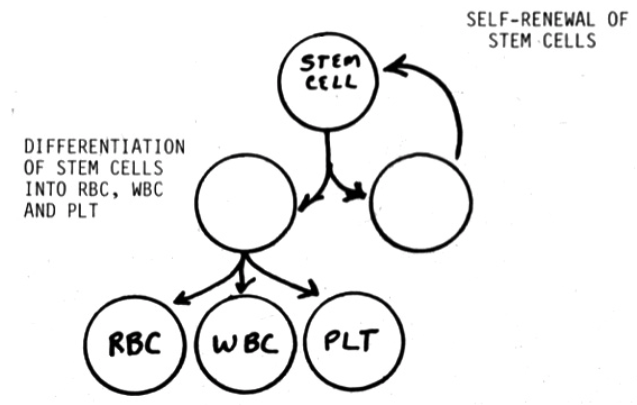 SELF-RENEWAL OF
STEM CELLS
STEM
CELL
DIFFERENTIATION
OF STEM CELLS
INTO RBC, WBC
AND PLT
RBC
WBC
PLT